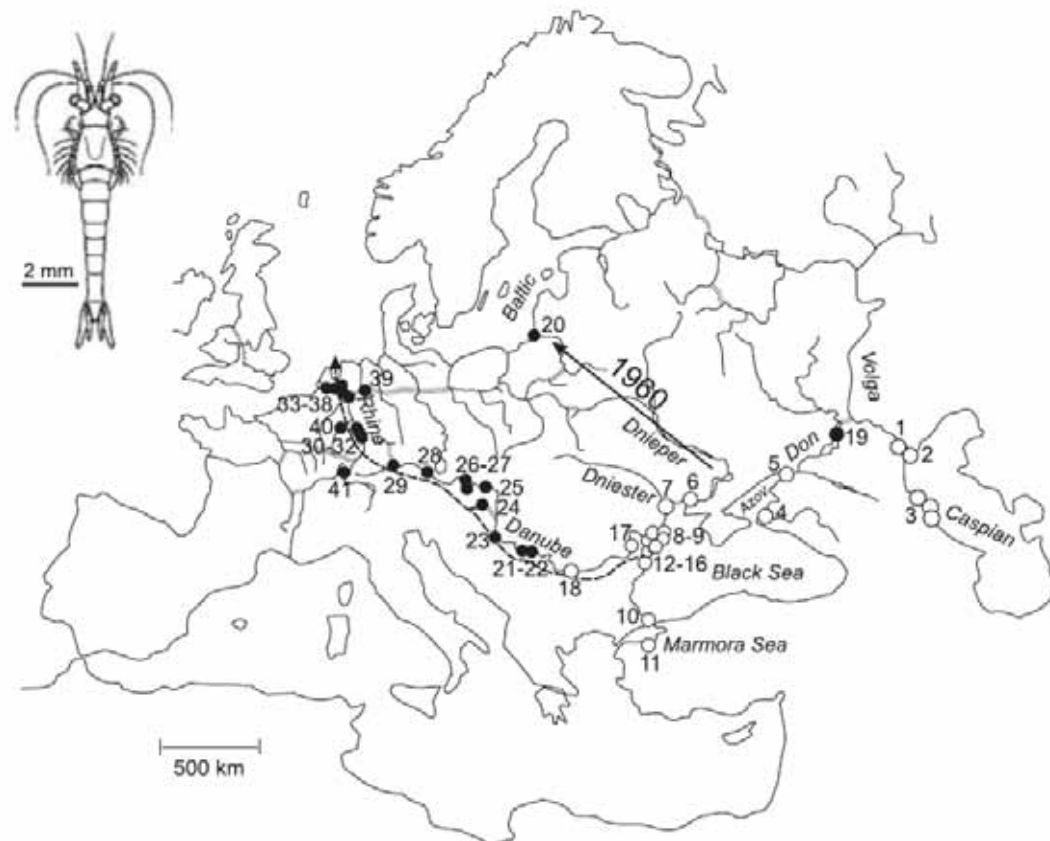 2 mm
Baltic
20
1960
Volga
39
33-38
Rhine
Dnieper
Don
19
1
2
40
30-32
28
26-27
5
6
7
Dniester
41
29
25
24
Azov
4
3
Caspian
23
Danube
17
8-9
21-22
18
12-16
Black Sea
10
11
Marmora Sea
500 km